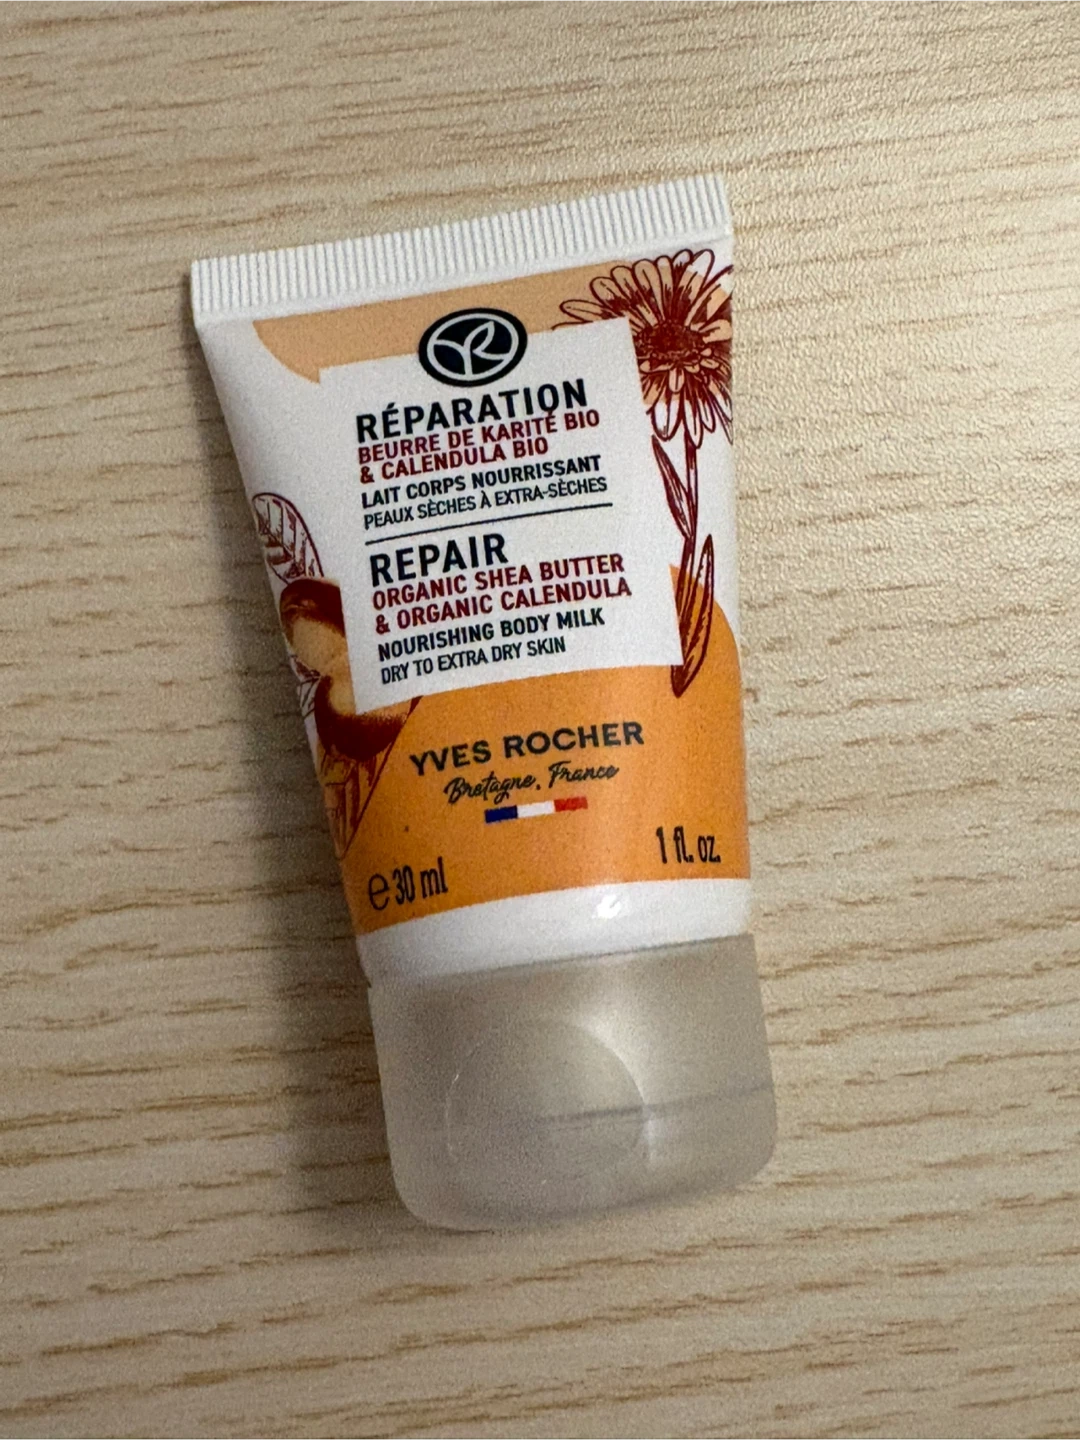 YR
RÉPARATION
BEURRE DE KARITÉ BIO
& CALENDULA BIO
LAIT CORPS NOURRISSANT
PEAUX SÈCHES À EXTRA-SÈCHES
REPAIR
ORGANIC SHEA BUTTER
& ORGANIC CALENDULA
NOURISHING BODY MILK
DRY TO EXTRA DRY SKIN
YVES ROCHER
Bretagne, France
℮ 30 ml
1 fl. oz.